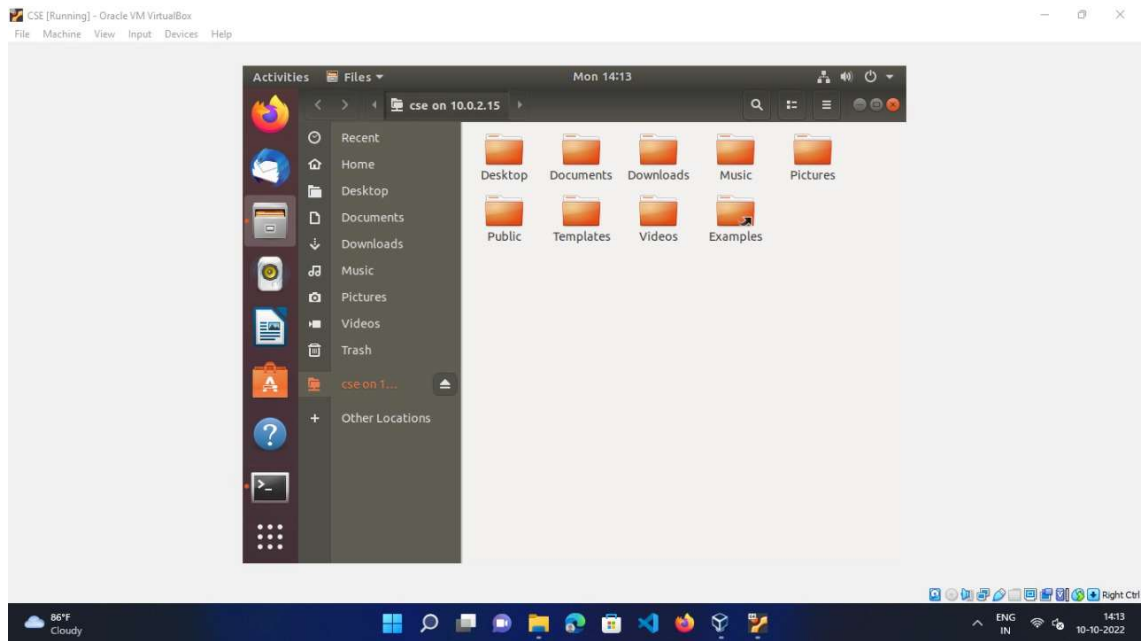 CSE [Running] - Oracle VM VirtualBox
File Machine View Input Devices Help
Activities Files Mon 14:13
cse on 10.0.2.15
Recent
Home
Desktop
Documents
Downloads
Music
Pictures
Videos
Trash
cse on 1...
Other Locations
Desktop Documents Downloads Music Pictures
Public Templates Videos Examples
Right Ctrl
86°F
Cloudy
ENG
IN
14:13
10-10-2022